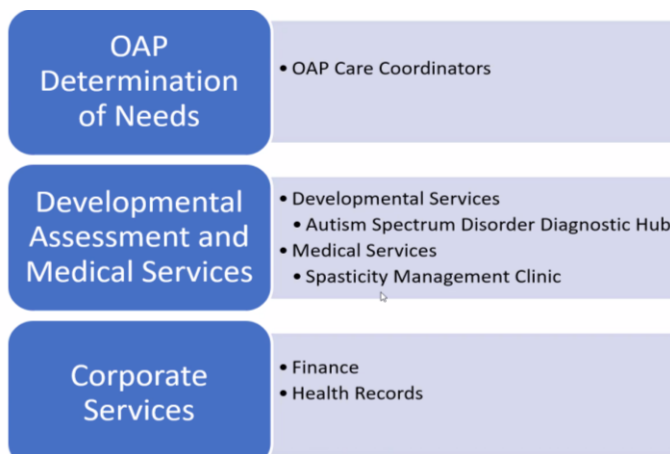 OAP
Determination
of Needs
• OAP Care Coordinators
Developmental
Assessment and
Medical Services
• Developmental Services
• Autism Spectrum Disorder Diagnostic Hub
• Medical Services
• Spasticity Management Clinic
Corporate
Services
• Finance
• Health Records